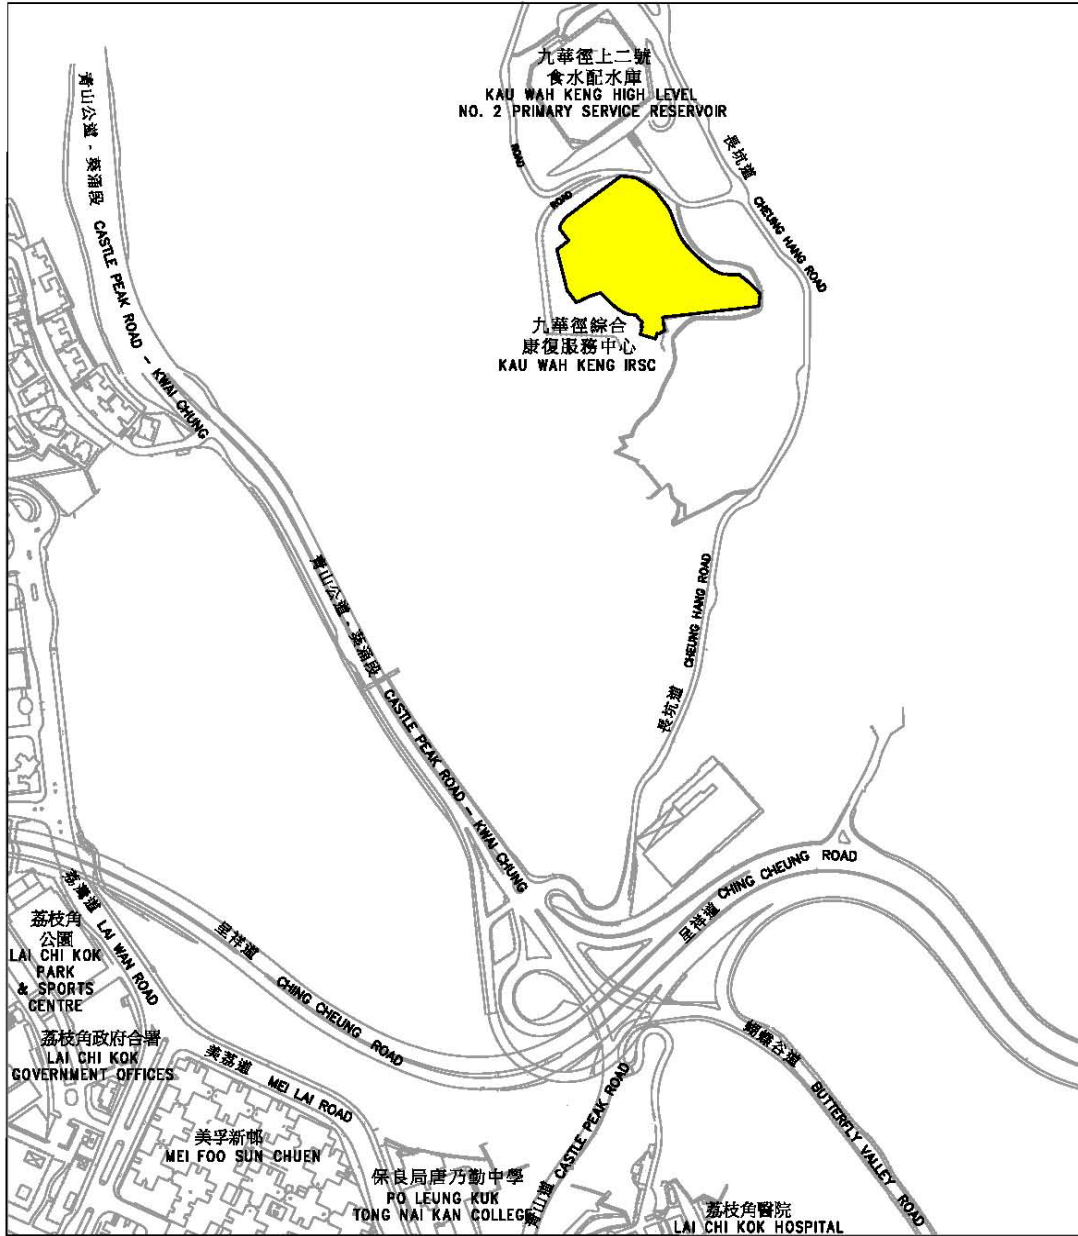 九華徑上二號
食水配水庫
KAU WAH KENG HIGH LEVEL
NO. 2 PRIMARY SERVICE RESERVOIR
青山公道 - 葵涌段 CASTLE PEAK ROAD - KWAI CHUNG
ROAD
ROAD
長坑道 CHEUNG HANG ROAD
九華徑綜合
康復服務中心
KAU WAH KENG IRSC
青山公道 - 葵涌段 CASTLE PEAK ROAD - KWAI CHUNG
長坑道 CHEUNG HANG ROAD
呈祥道 CHING CHEUNG ROAD
荔灣道 LAI WAN ROAD
荔枝角
公園
LAI CHI KOK
PARK
& SPORTS
CENTRE
呈祥道 CHING CHEUNG ROAD
荔枝角政府合署
LAI CHI KOK
GOVERNMENT OFFICES
美荔道 MEI LAI ROAD
蝴蝶谷道 BUTTERFLY VALLEY ROAD
青山道 CASTLE PEAK ROAD
美孚新邨
MEI FOO SUN CHUEN
保良局唐乃勤中學
PO LEUNG KUK
TONG NAI KAN COLLEGE
荔枝角醫院
LAI CHI KOK HOSPITAL